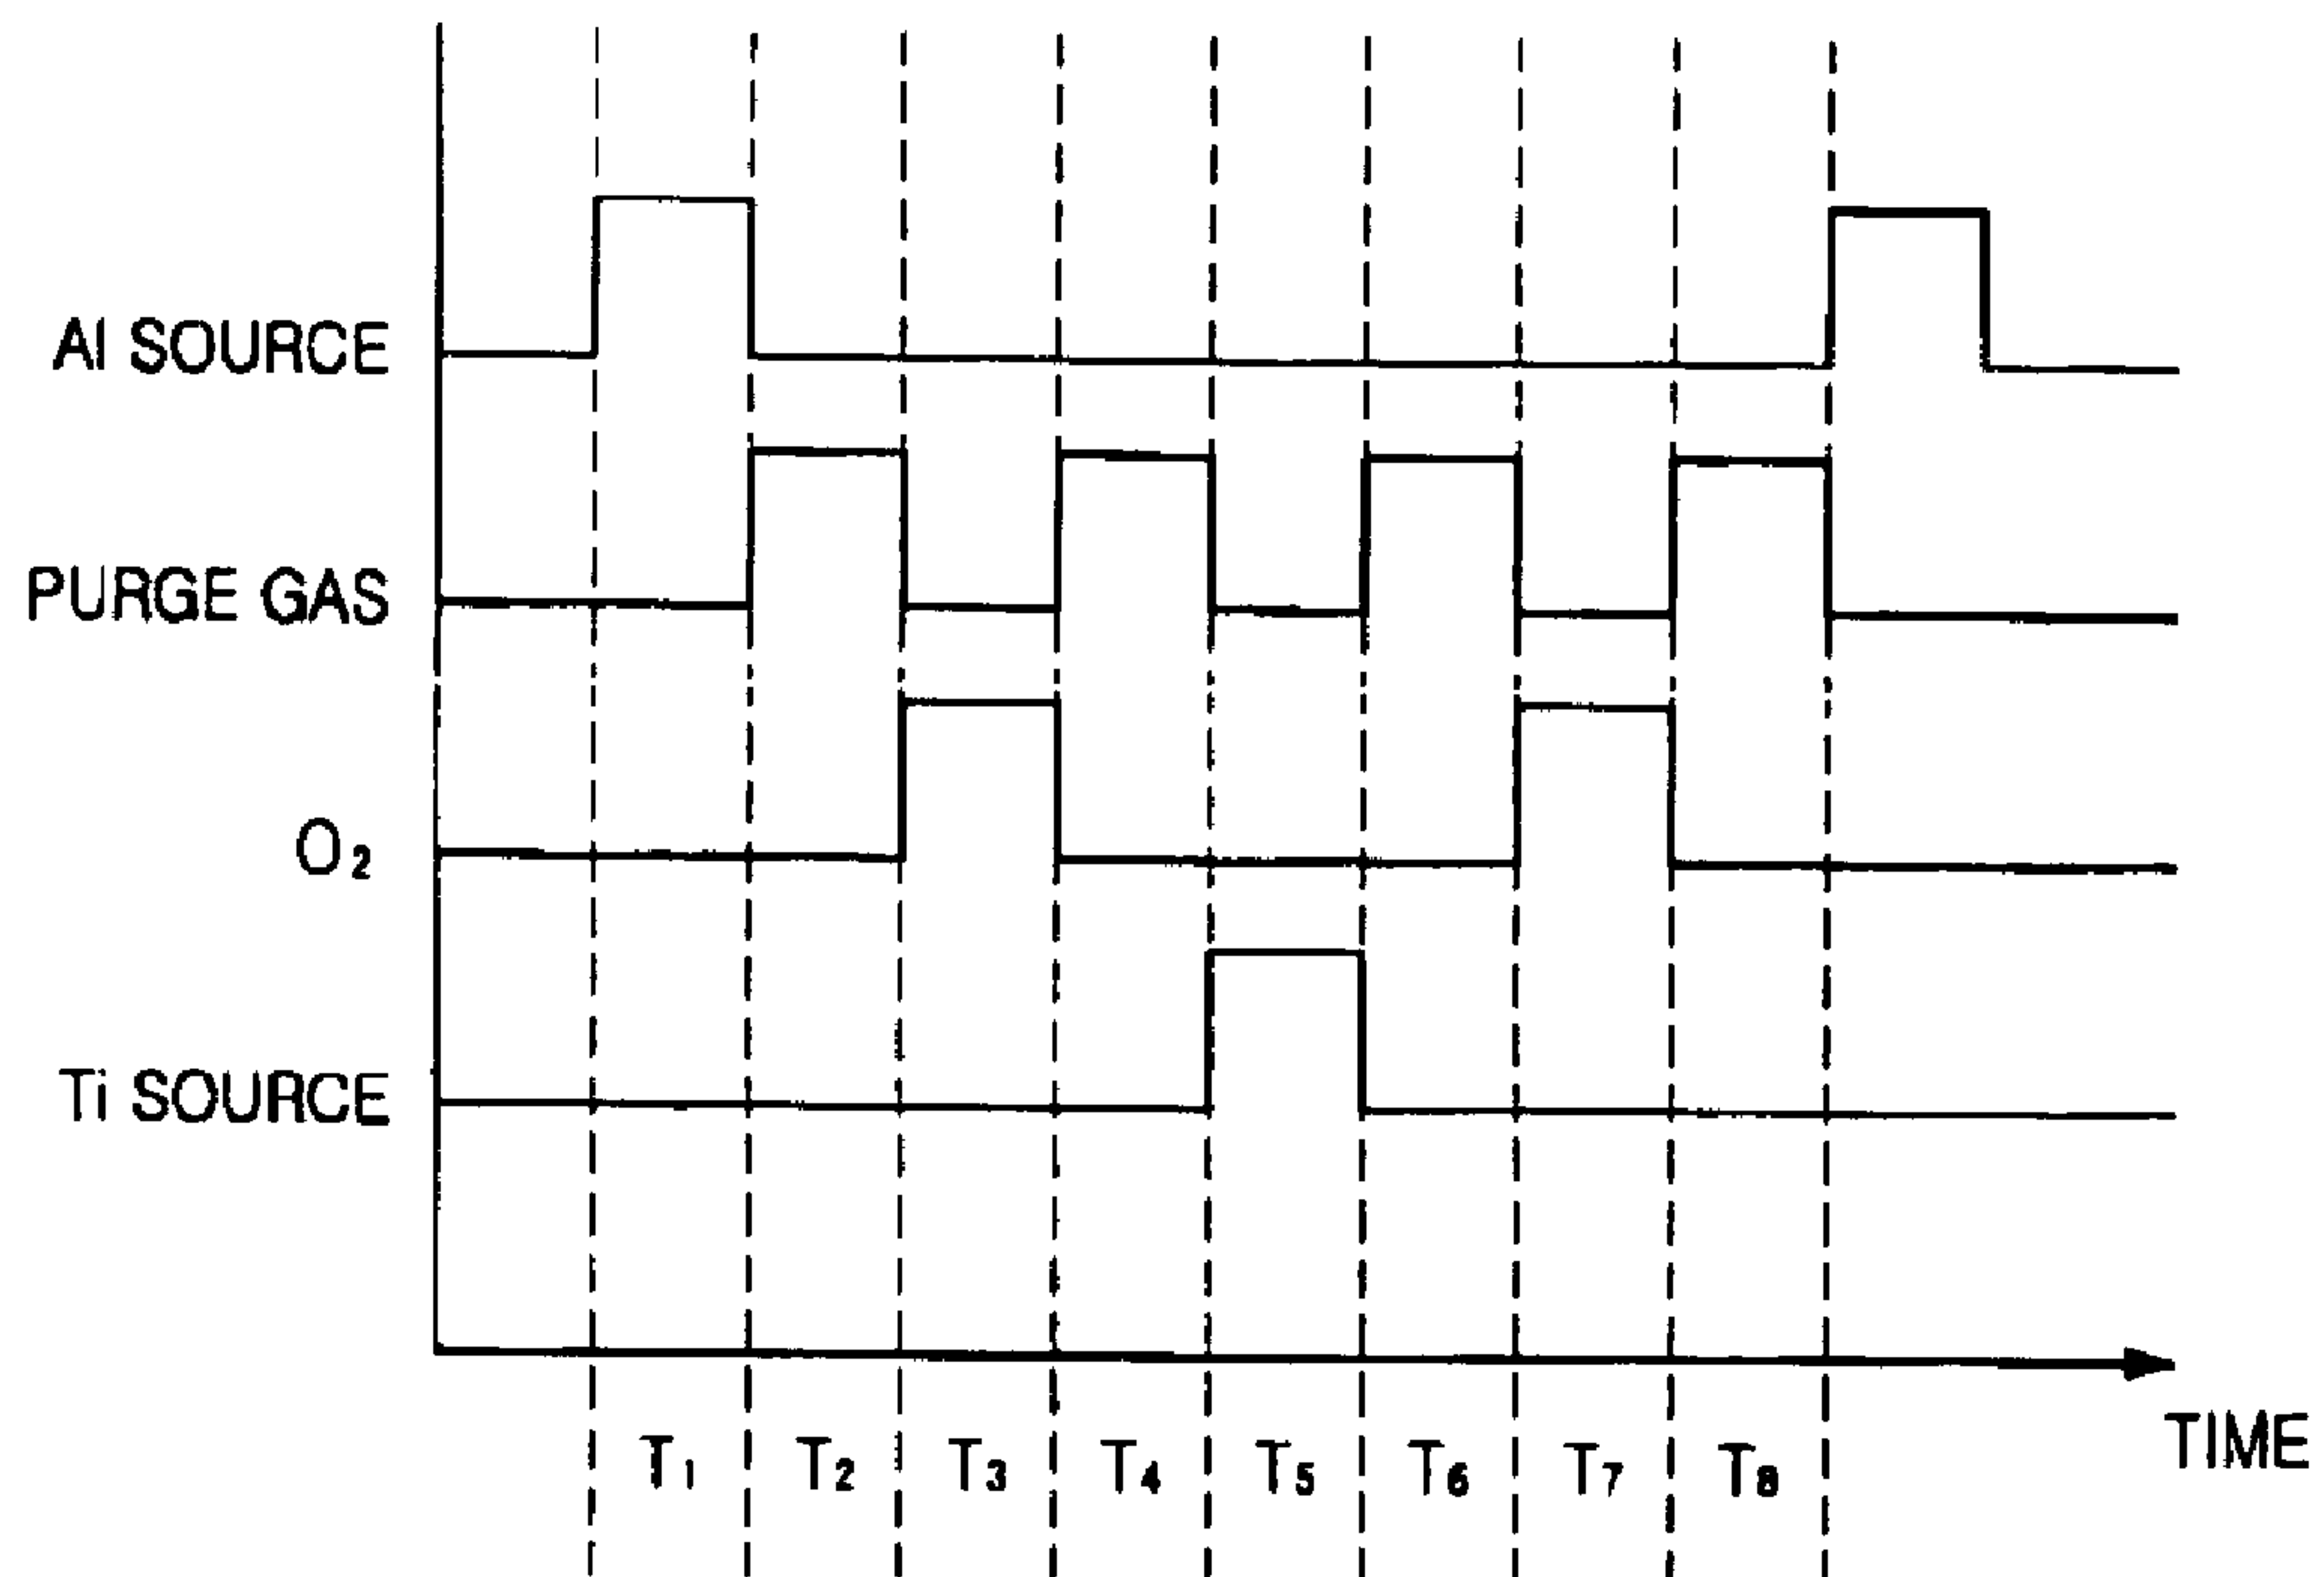 Al SOURCE
PURGE GAS
O₂
Ti SOURCE
TIME
T₁ T₂ T₃ T₄ T₅ T₆ T₇ T₈